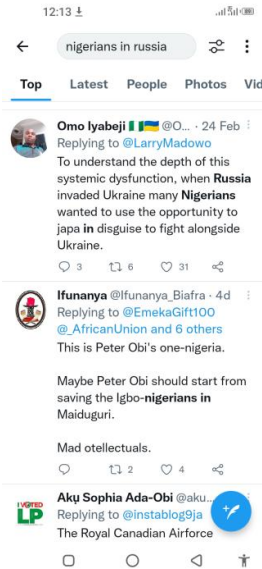 12:13
nigerians in russia
Top Latest People Photos Vid
Omo Iyabeji @O... · 24 Feb
Replying to @LarryMadowo
To understand the depth of this
systemic dysfunction, when Russia
invaded Ukraine many Nigerians
wanted to use the opportunity to
japa in disguise to fight alongside
Ukraine.
3 6 31
Ifunanya @Ifunanya_Biafra · 4d
Replying to @EmekaGift100
@_AfricanUnion and 6 others
This is Peter Obi's one-nigeria.
Maybe Peter Obi should start from
saving the Igbo-nigerians in
Maiduguri.
Mad otellectuals.
2 4
I VOTED
LP
Akụ Sophia Ada-Obi @aku...
Replying to @instablog9ja
The Royal Canadian Airforce